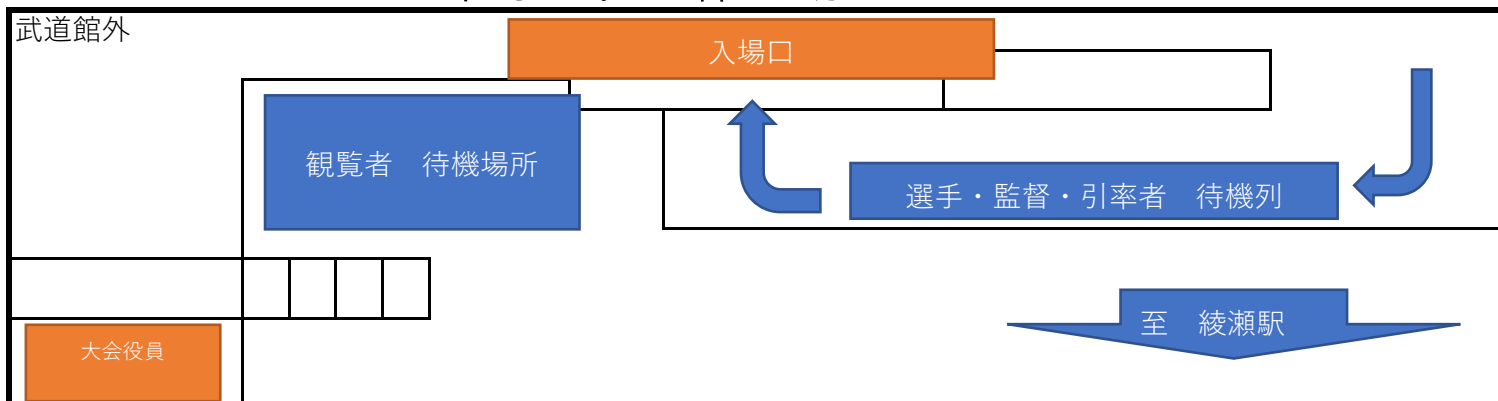 武道館外
入場口
観覧者　待機場所
選手・監督・引率者　待機列
至　綾瀬駅
大会役員